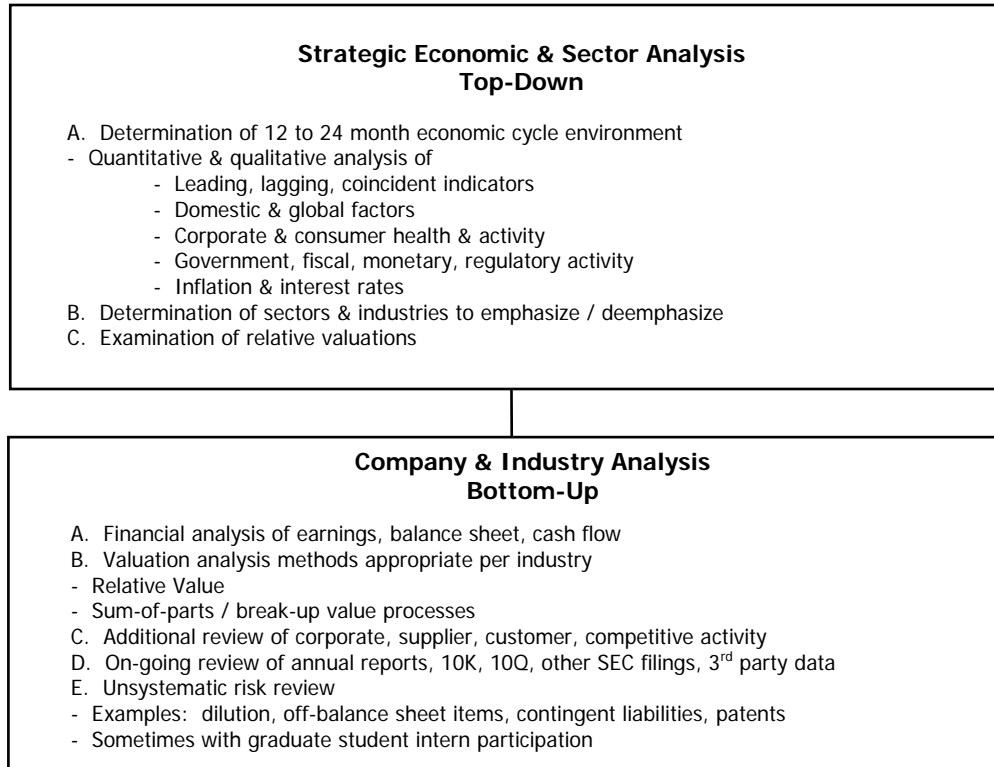 Strategic Economic & Sector Analysis
Top-Down
A. Determination of 12 to 24 month economic cycle environment
- Quantitative & qualitative analysis of
- Leading, lagging, coincident indicators
- Domestic & global factors
- Corporate & consumer health & activity
- Government, fiscal, monetary, regulatory activity
- Inflation & interest rates
B. Determination of sectors & industries to emphasize / deemphasize
C. Examination of relative valuations
Company & Industry Analysis
Bottom-Up
A. Financial analysis of earnings, balance sheet, cash flow
B. Valuation analysis methods appropriate per industry
- Relative Value
- Sum-of-parts / break-up value processes
C. Additional review of corporate, supplier, customer, competitive activity
D. On-going review of annual reports, 10K, 10Q, other SEC filings, 3rd party data
E. Unsystematic risk review
- Examples: dilution, off-balance sheet items, contingent liabilities, patents
- Sometimes with graduate student intern participation